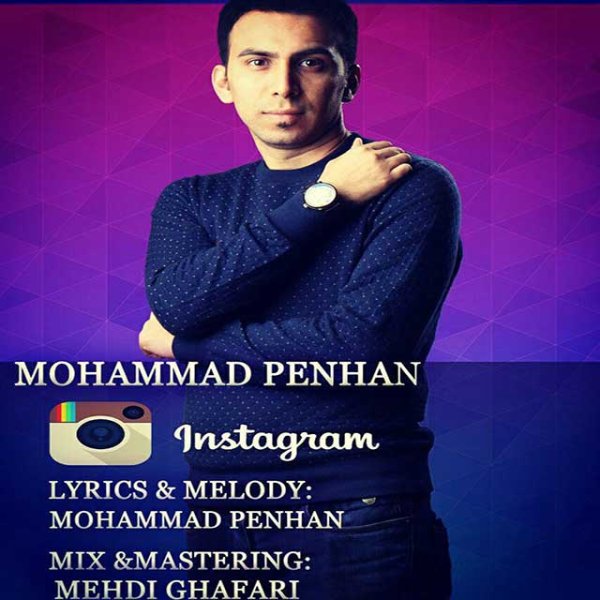 MOHAMMAD PENHAN
Instagram
LYRICS & MELODY:
MOHAMMAD PENHAN
MIX &MASTERING:
MEHDI GHAFARI